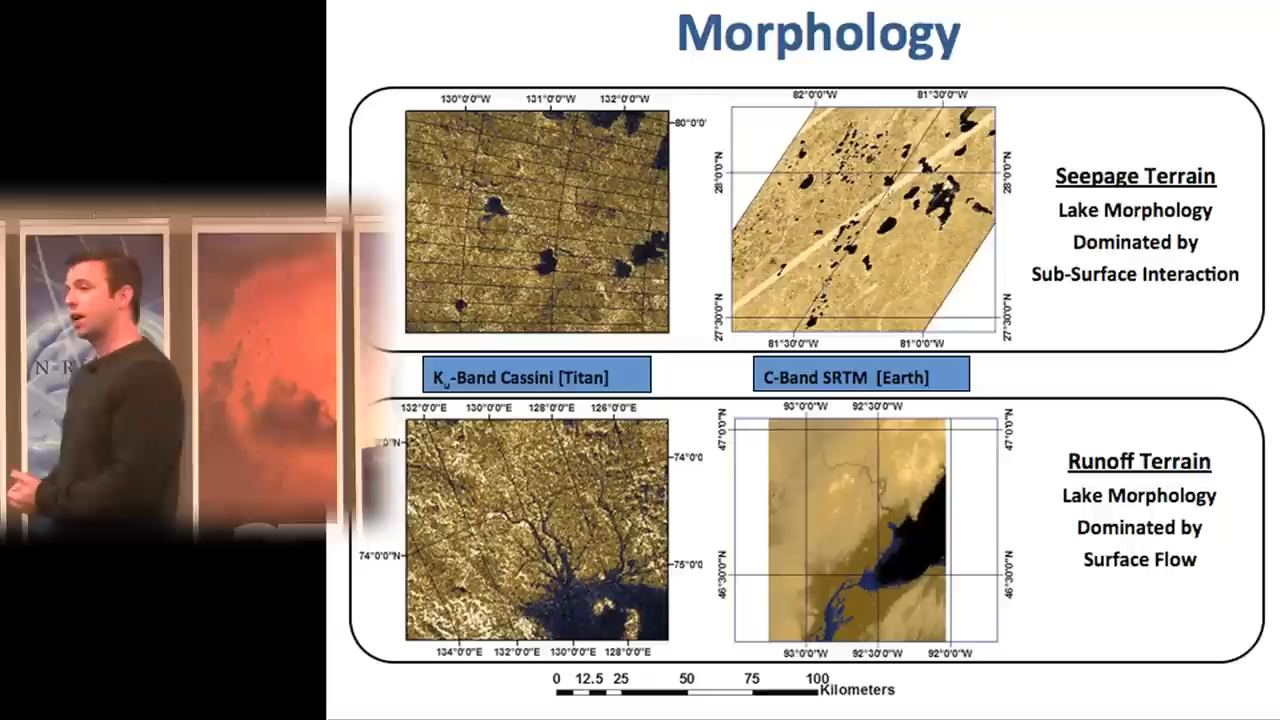 Morphology
130°0'0"W 131°0'0"W 132°0'0"W
80°0'0'
82°0'0"W 81°30'0"W
28°0'0"N
28°0'0"N
27°30'0"N
27°30'0"N
81°30'0"W 81°0'0"W
Seepage Terrain
Lake Morphology
Dominated by
Sub-Surface Interaction
Ku-Band Cassini [Titan]
C-Band SRTM [Earth]
132°0'0"E 130°0'0"E 128°0'0"E 126°0'0"E
74°0'0
74°0'0"N
75°0'0
134°0'0"E 132°0'0"E 130°0'0"E 128°0'0"E
93°0'0"W 92°30'0"W
47°0'0"N
47°0'0"N
46°30'0"N
46°30'0"N
93°0'0"W 92°30'0"W 92°0'0"W
Runoff Terrain
Lake Morphology
Dominated by
Surface Flow
0 12.5 25 50 75 100
Kilometers